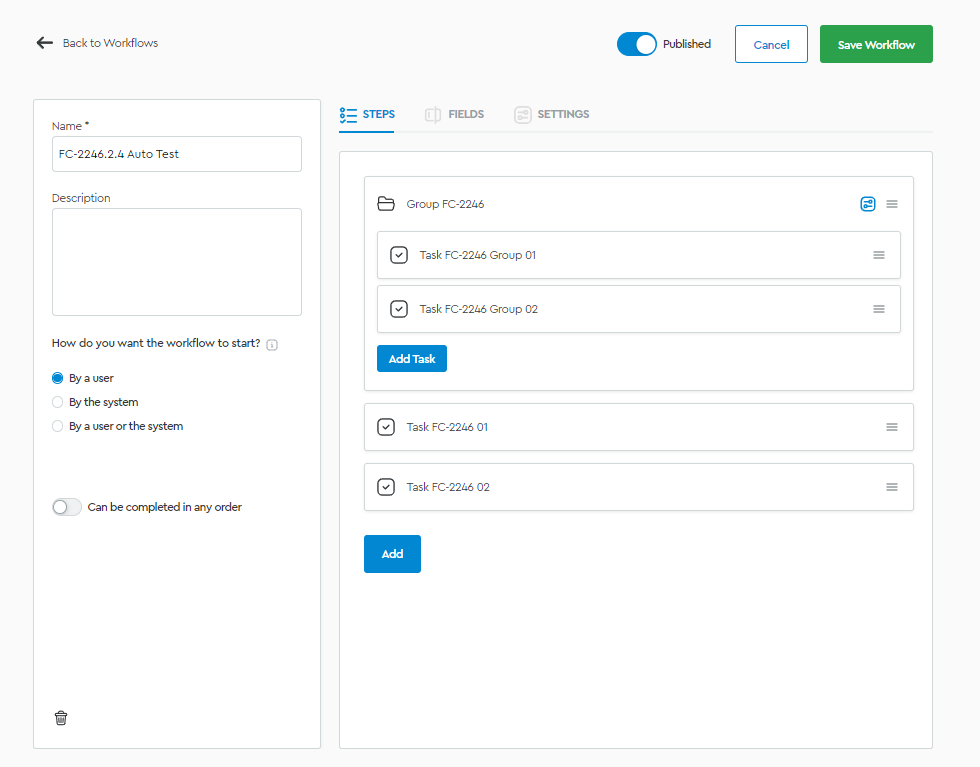 Back to Workflows
Published
Cancel
Save Workflow
Name *
FC-2246.2.4 Auto Test
Description
How do you want the workflow to start?
By a user
By the system
By a user or the system
Can be completed in any order
STEPS
FIELDS
SETTINGS
Group FC-2246
Task FC-2246 Group 01
Task FC-2246 Group 02
Add Task
Task FC-2246 01
Task FC-2246 02
Add